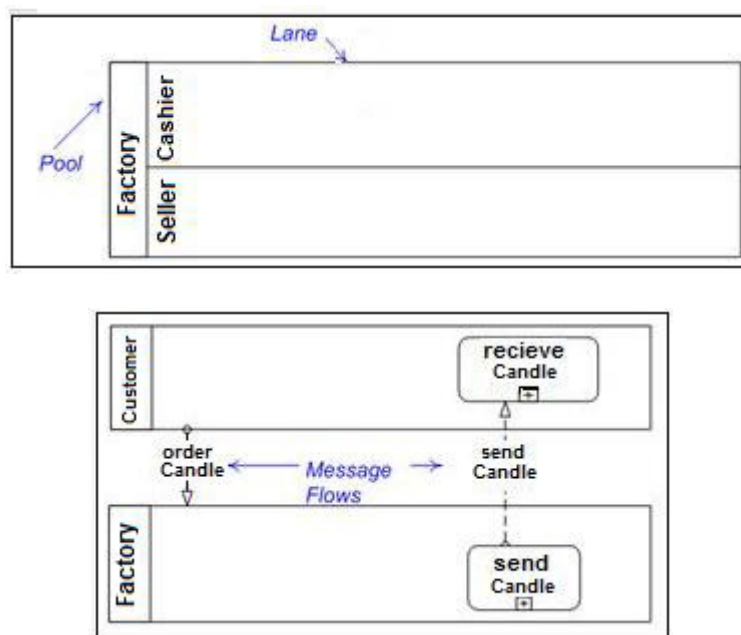 Lane
Pool
Factory
Cashier
Seller
Customer
recieve
Candle
order
Candle
Message
Flows
send
Candle
Factory
send
Candle